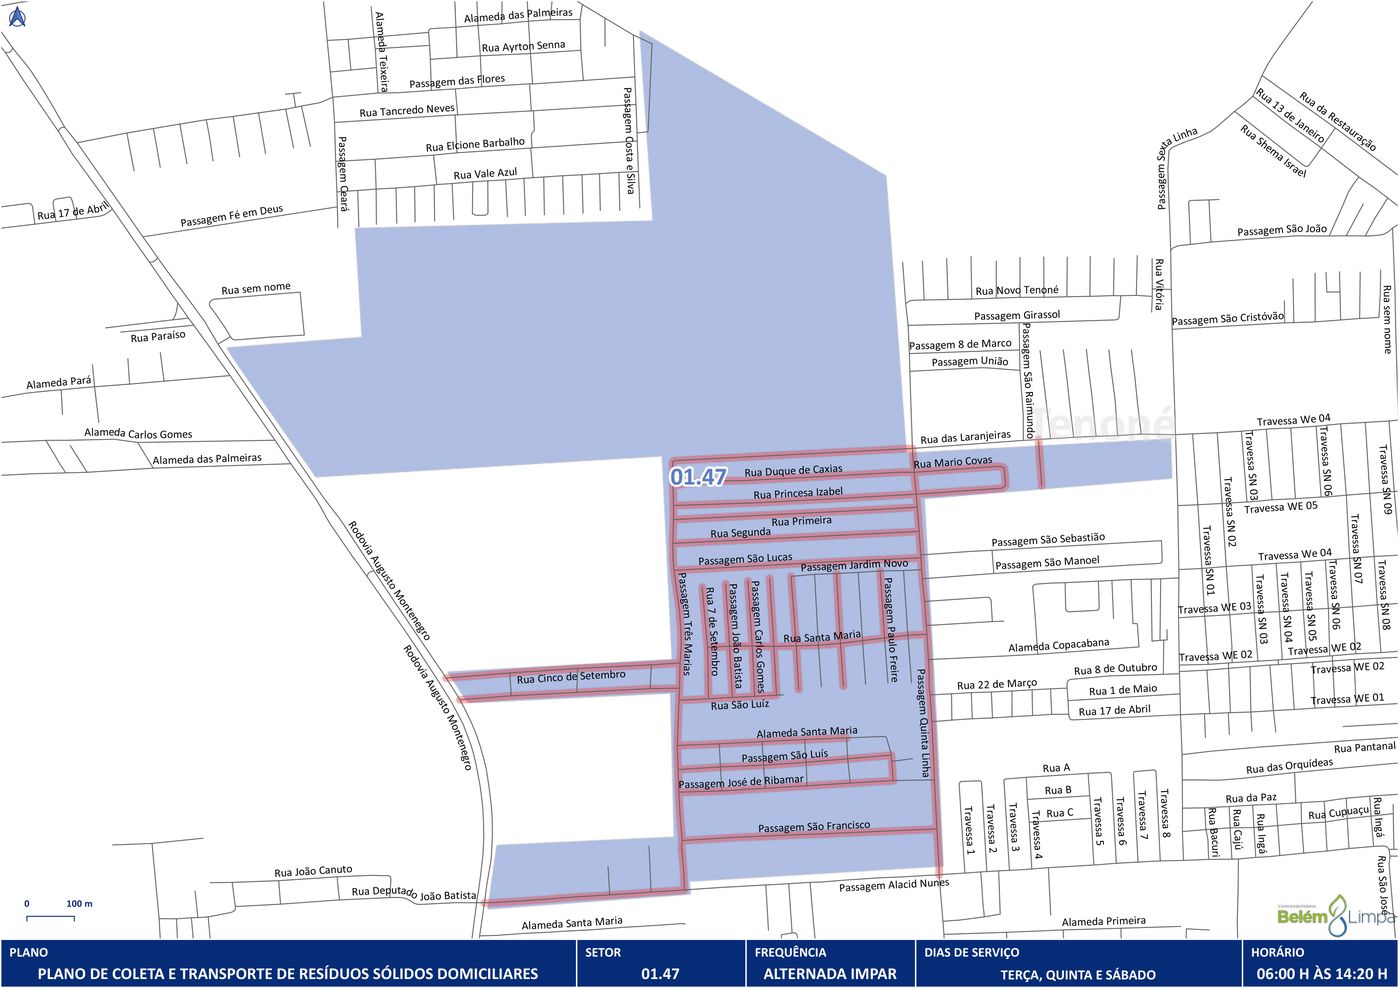 Alameda das Palmeiras
Alameda Teixeira
Rua Ayrton Senna
Passagem das Flores
Rua Tancredo Neves
Passagem Costa e Silva
Rua Elcione Barbalho
Passagem Ceará
Rua Vale Azul
Rua 17 de Abril
Passagem Fé em Deus
Rua da Restauração
Rua 13 de Janeiro
Rua Shema Israel
Passagem Sexta Linha
Passagem São João
Rua sem nome
Rua Novo Tenoné
Rua Vitória
Passagem Girassol
Passagem São Cristóvão
Rua sem nome
Rua Paraíso
Passagem 8 de Marco
Passagem União
Passagem São Raimundo
Alameda Pará
Alameda Carlos Gomes
Alameda das Palmeiras
Rua das Laranjeiras
Tenoné
Travessa We 04
01.47
Rua Duque de Caxias
Rua Mario Covas
Rua Princesa Izabel
Rua Primeira
Rua Segunda
Passagem São Lucas
Passagem Jardim Novo
Passagem São Sebastião
Passagem São Manoel
Travessa SN 03
Travessa SN 06
Travessa SN 09
Travessa SN 02
Travessa WE 05
Travessa SN 01
Travessa SN 07
Travessa We 04
Travessa SN 03
Travessa SN 04
Travessa SN 05
Travessa SN 06
Travessa SN 08
Travessa WE 03
Travessa WE 02
Travessa WE 02
Travessa WE 02
Travessa WE 01
Rodovia Augusto Montenegro
Rodovia Augusto Montenegro
Passagem Três Marias
Rua 7 de Setembro
Passagem João Batista
Passagem Carlos Gomes
Rua Santa Maria
Passagem Paulo Freire
Alameda Copacabana
Rua Cinco de Setembro
Rua São Luiz
Passagem Quinta Linha
Rua 8 de Outubro
Rua 22 de Março
Rua 1 de Maio
Rua 17 de Abril
Alameda Santa Maria
Passagem São Luís
Passagem José de Ribamar
Passagem São Francisco
Rua Pantanal
Rua das Orquídeas
Rua A
Rua B
Rua C
Travessa 1
Travessa 2
Travessa 3
Travessa 4
Travessa 5
Travessa 6
Travessa 7
Travessa 8
Rua da Paz
Rua Bacuri
Rua Cajú
Rua Ingá
Rua Cupuaçu
Rua Ingá
Rua São José
Rua João Canuto
Rua Deputado João Batista
Passagem Alacid Nunes
Alameda Santa Maria
Alameda Primeira
0 100 m
CONCESSIONÁRIA
Belém Limpa
PLANO
PLANO DE COLETA E TRANSPORTE DE RESÍDUOS SÓLIDOS DOMICILIARES
SETOR
01.47
FREQUÊNCIA
ALTERNADA IMPAR
DIAS DE SERVIÇO
TERÇA, QUINTA E SÁBADO
HORÁRIO
06:00 H ÀS 14:20 H